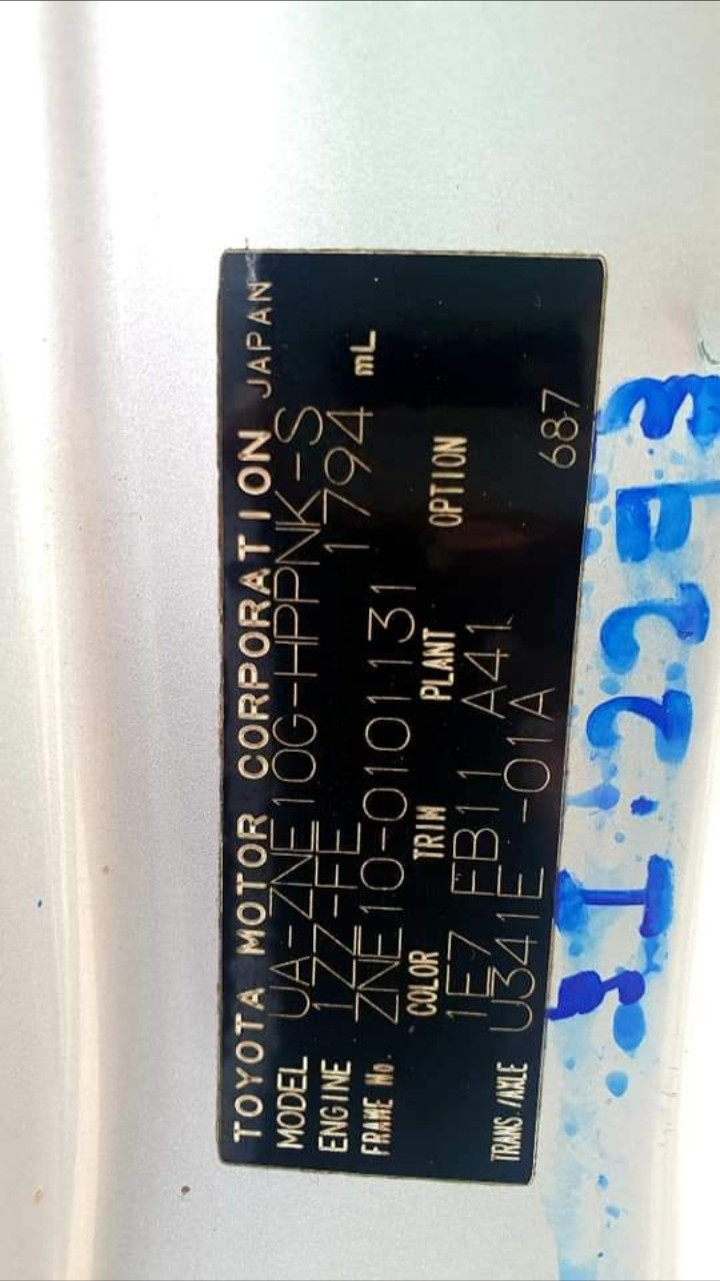 TOYOTA MOTOR CORPORATION JAPAN
MODEL UA-ZNE10G-HPPNK-S
ENGINE 1ZZ-FE 1794 mL
FRAME No. ZNE10-0101131
COLOR TRIM PLANT OPTION
1E7 FB11 A41
TRANS/AXLE U341E -01A 687